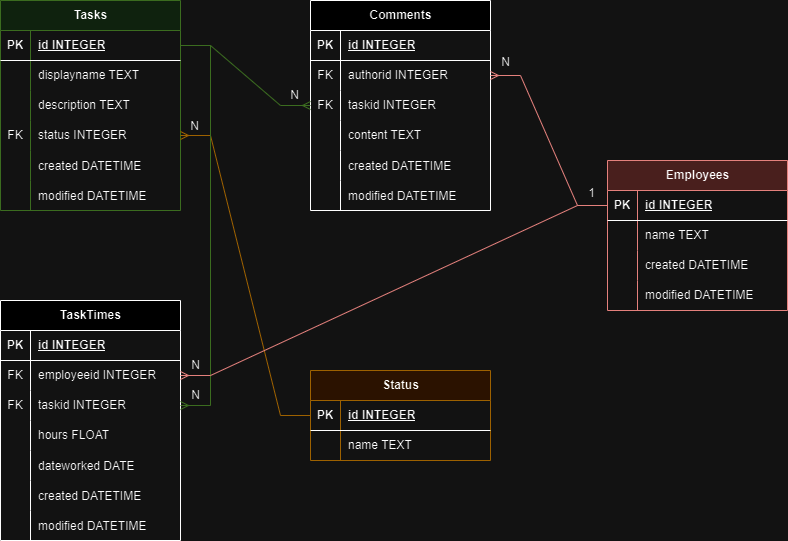 Tasks
PK id INTEGER
displayname TEXT
description TEXT
FK status INTEGER
created DATETIME
modified DATETIME
N
N
Comments
PK id INTEGER
FK authorid INTEGER
FK taskid INTEGER
content TEXT
created DATETIME
modified DATETIME
N
1
Employees
PK id INTEGER
name TEXT
created DATETIME
modified DATETIME
TaskTimes
PK id INTEGER
FK employeeid INTEGER
FK taskid INTEGER
hours FLOAT
dateworked DATE
created DATETIME
modified DATETIME
N
N
Status
PK id INTEGER
name TEXT